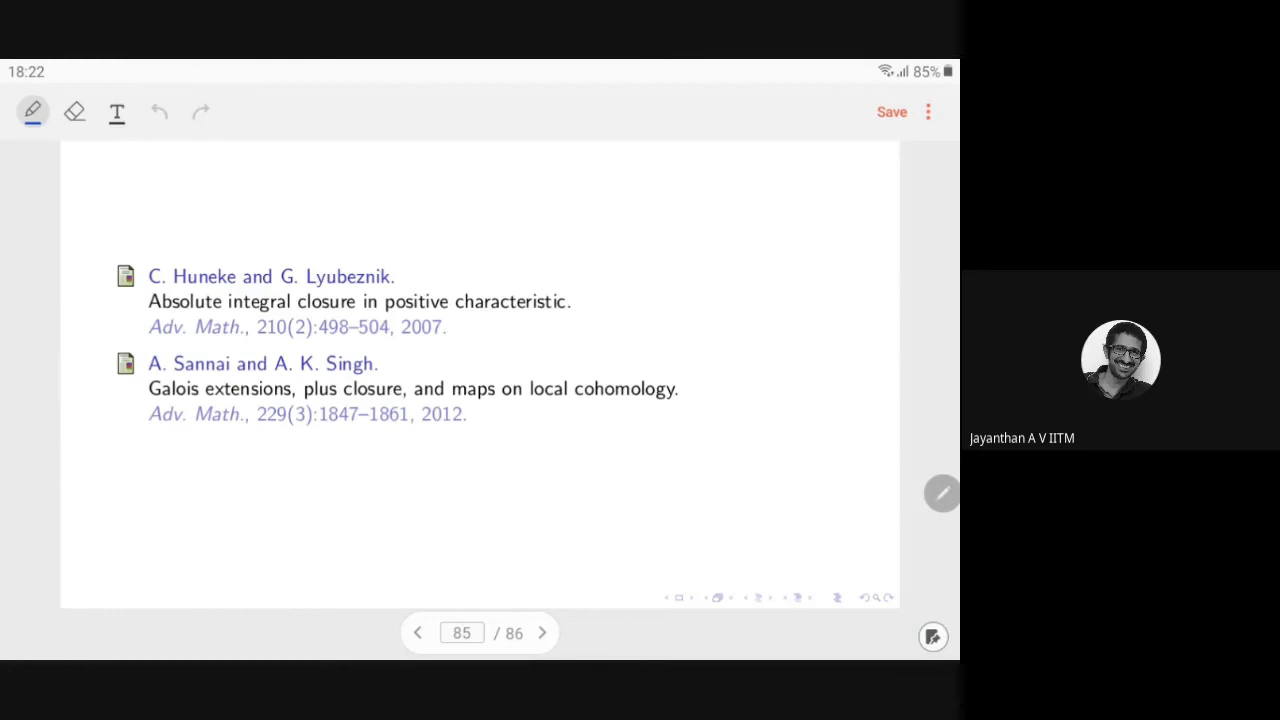 18:22
85%
T
Save
C. Huneke and G. Lyubeznik.
Absolute integral closure in positive characteristic.
Adv. Math., 210(2):498–504, 2007.
A. Sannai and A. K. Singh.
Galois extensions, plus closure, and maps on local cohomology.
Adv. Math., 229(3):1847–1861, 2012.
85 / 86
Jayanthan A V IITM